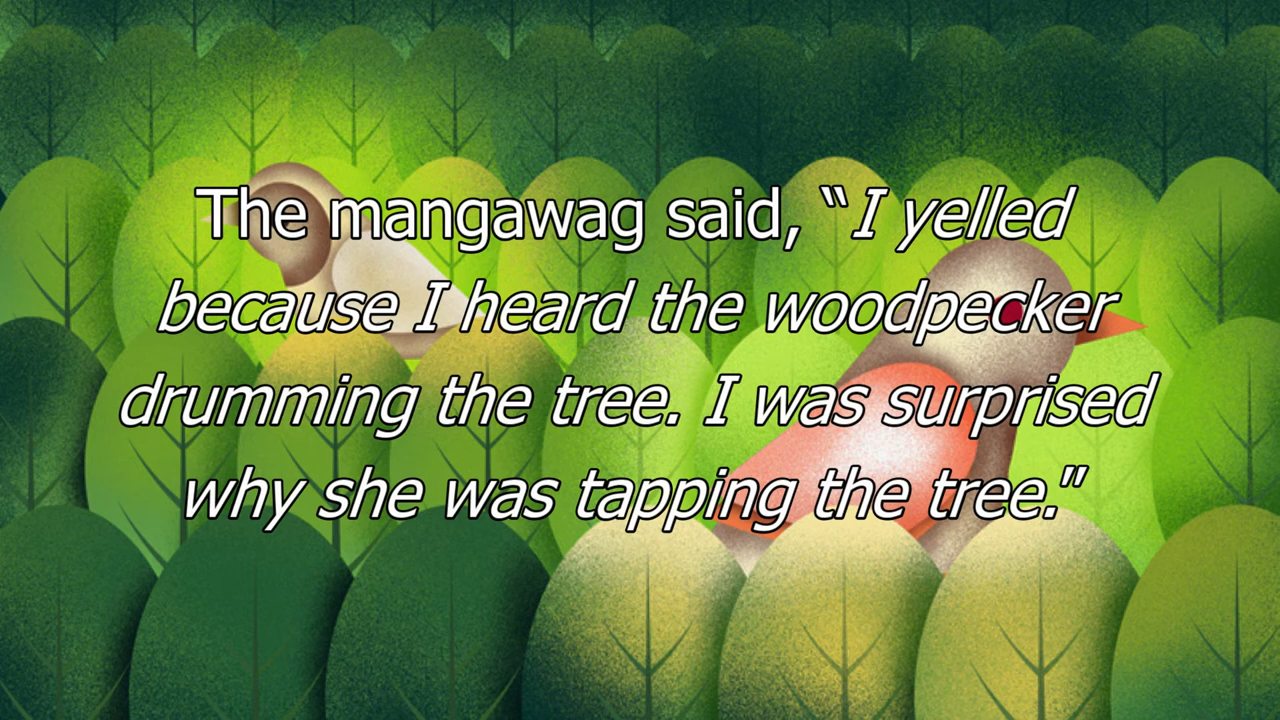 The mangawag said, “I yelled
because I heard the woodpecker
drumming the tree. I was surprised
why she was tapping the tree.”